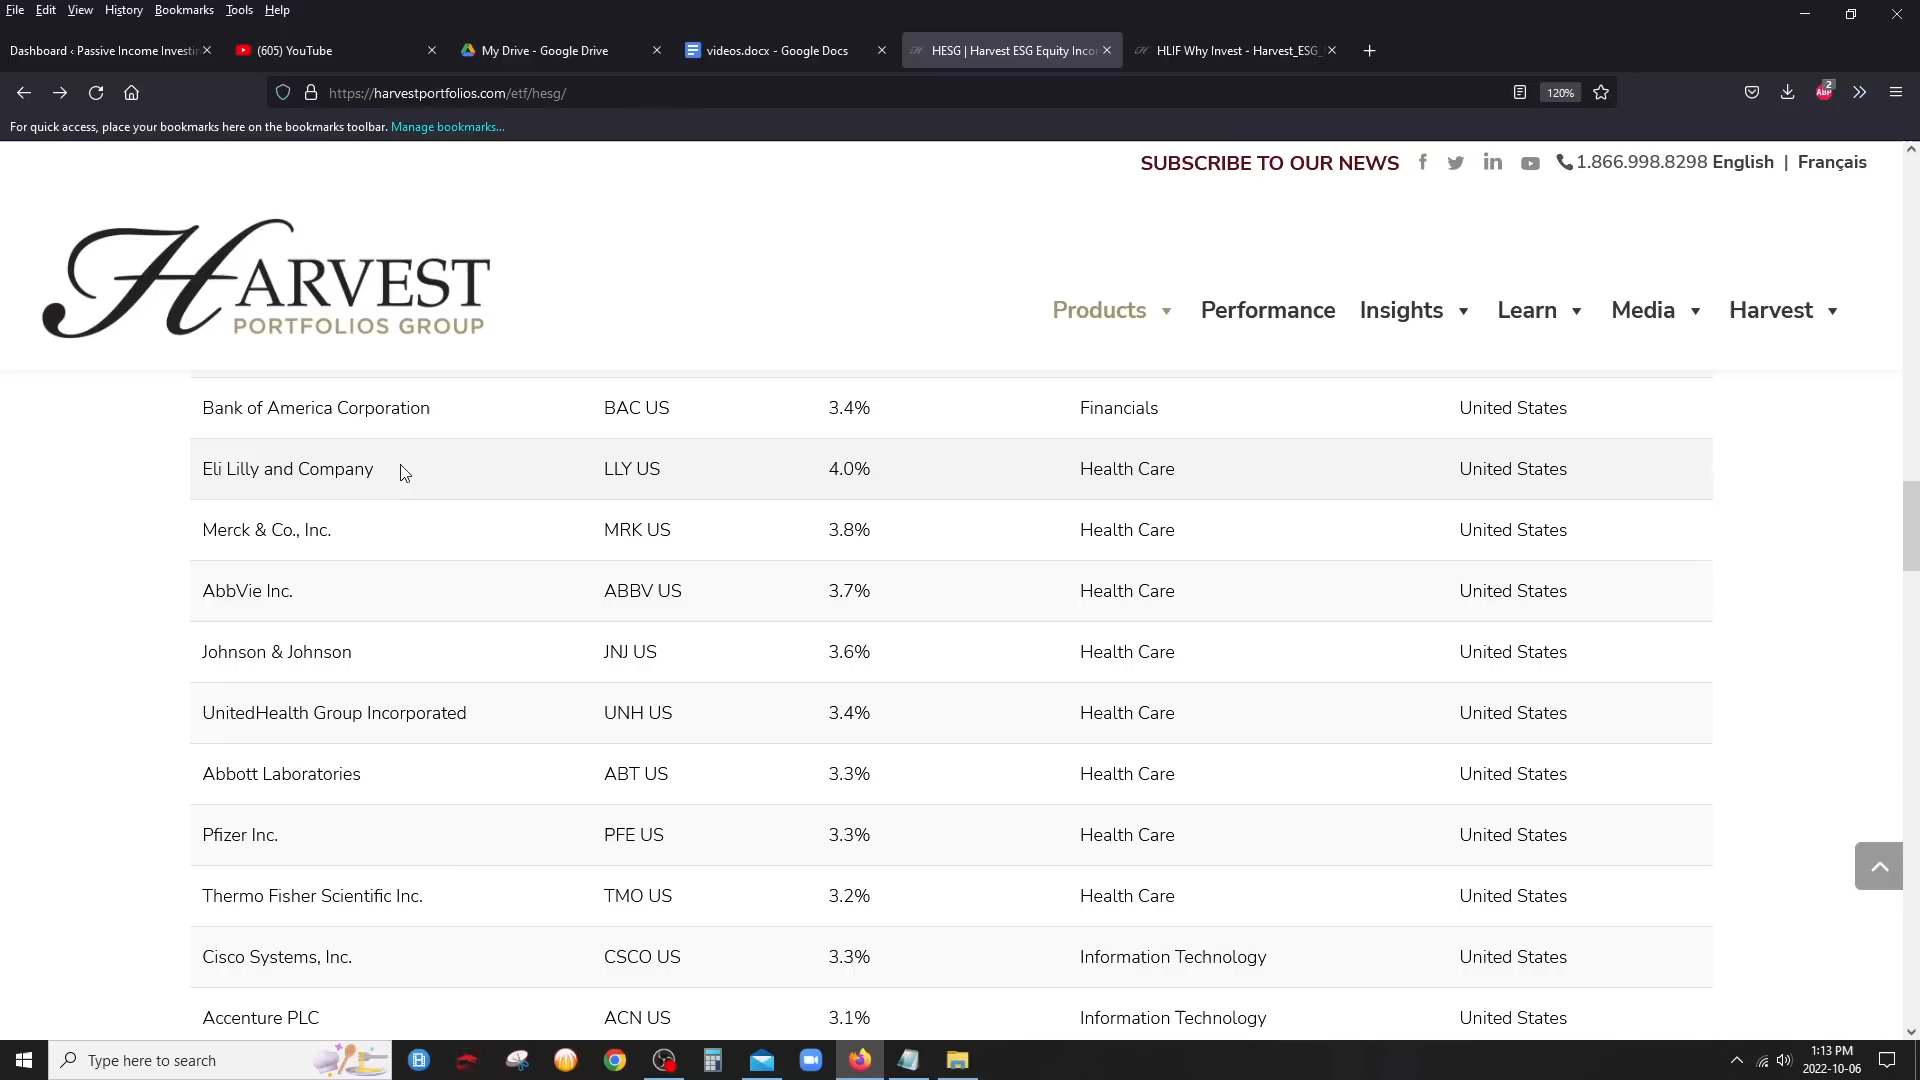 File Edit View History Bookmarks Tools Help
Dashboard ‹ Passive Income Investin
(605) YouTube
My Drive - Google Drive
videos.docx - Google Docs
HESG | Harvest ESG Equity Incor
HLIF Why Invest - Harvest_ESG_
https://harvestportfolios.com/etf/hesg/
120%
ABP
2
For quick access, place your bookmarks here on the bookmarks toolbar. Manage bookmarks...
SUBSCRIBE TO OUR NEWS 1.866.998.8298 English | Français
HARVEST
PORTFOLIOS GROUP
Products Performance Insights Learn Media Harvest
Bank of America Corporation BAC US 3.4% Financials United States
Eli Lilly and Company LLY US 4.0% Health Care United States
Merck & Co., Inc. MRK US 3.8% Health Care United States
AbbVie Inc. ABBV US 3.7% Health Care United States
Johnson & Johnson JNJ US 3.6% Health Care United States
UnitedHealth Group Incorporated UNH US 3.4% Health Care United States
Abbott Laboratories ABT US 3.3% Health Care United States
Pfizer Inc. PFE US 3.3% Health Care United States
Thermo Fisher Scientific Inc. TMO US 3.2% Health Care United States
Cisco Systems, Inc. CSCO US 3.3% Information Technology United States
Accenture PLC ACN US 3.1% Information Technology United States
Type here to search
1:13 PM
2022-10-06